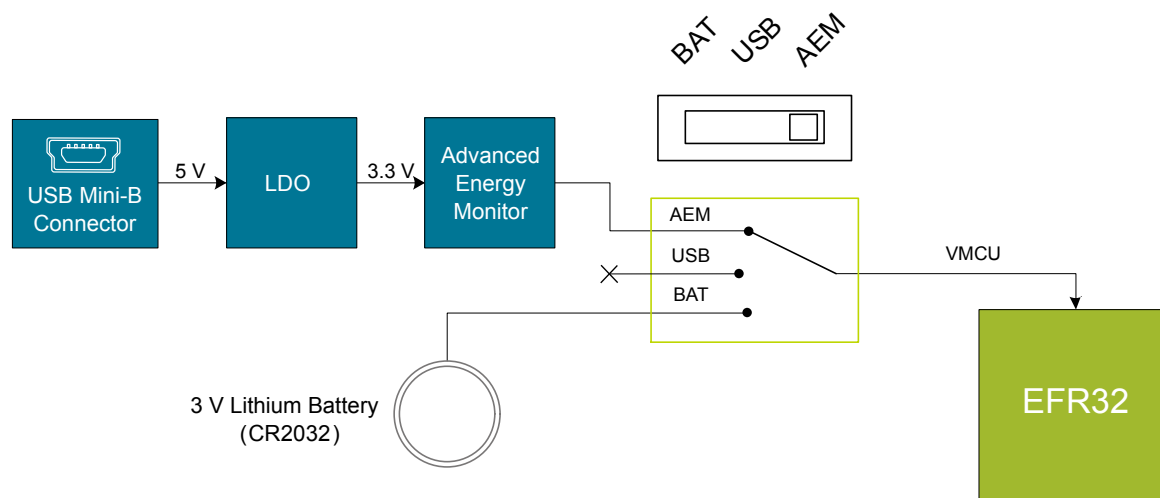 BAT
USB
AEM
USB Mini-B
Connector
5 V
LDO
3.3 V
Advanced
Energy
Monitor
AEM
USB
BAT
VMCU
3 V Lithium Battery
(CR2032)
EFR32